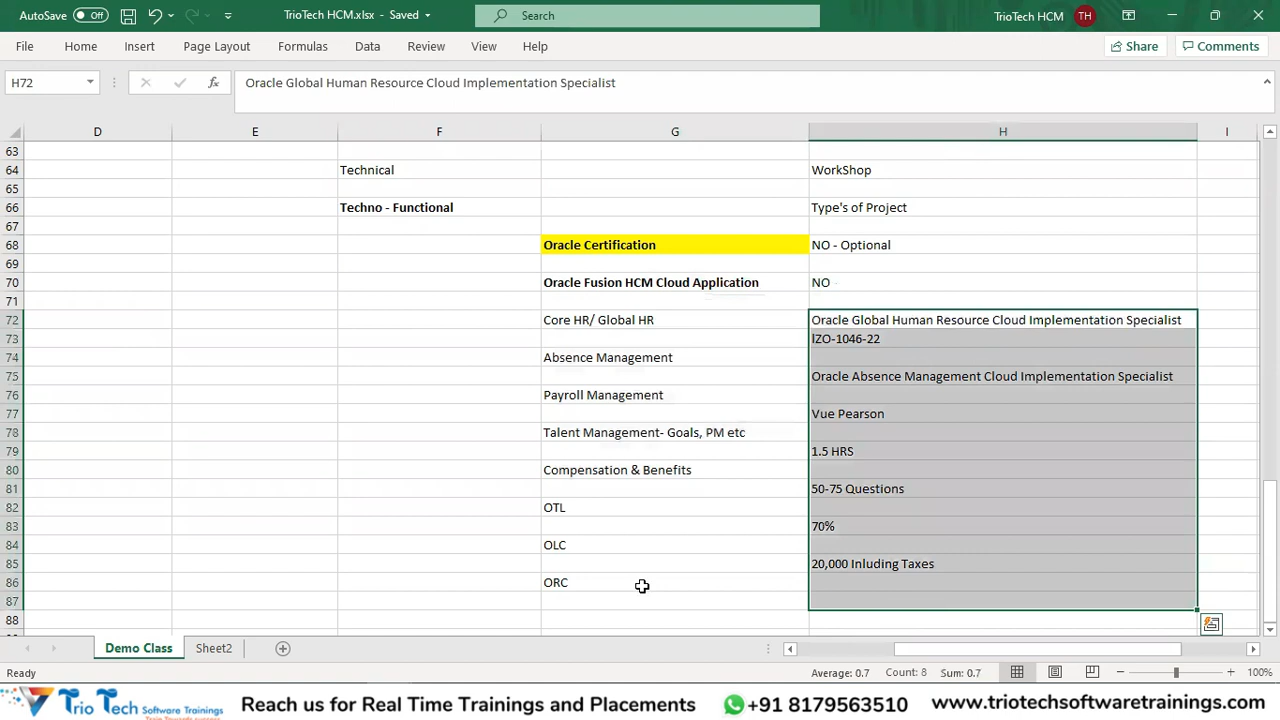 AutoSave Off TrioTech HCM.xlsx - Saved Search TrioTech HCM TH
File Home Insert Page Layout Formulas Data Review View Help Share Comments
H72 fx Oracle Global Human Resource Cloud Implementation Specialist
D E F G H I
63
64 Technical WorkShop
65
66 Techno - Functional Type's of Project
67
68 Oracle Certification NO - Optional
69
70 Oracle Fusion HCM Cloud Application NO
71
72 Core HR/ Global HR Oracle Global Human Resource Cloud Implementation Specialist
73 lZO-1046-22
74 Absence Management
75 Oracle Absence Management Cloud Implementation Specialist
76 Payroll Management
77 Vue Pearson
78 Talent Management- Goals, PM etc
79 1.5 HRS
80 Compensation & Benefits
81 50-75 Questions
82 OTL
83 70%
84 OLC
85 20,000 Inluding Taxes
86 ORC
87
88
Demo Class Sheet2
Ready Average: 0.7 Count: 8 Sum: 0.7 100%
Trio Tech Software Trainings Reach us for Real Time Trainings and Placements +91 8179563510 www.triotechsoftwaretrainings.com